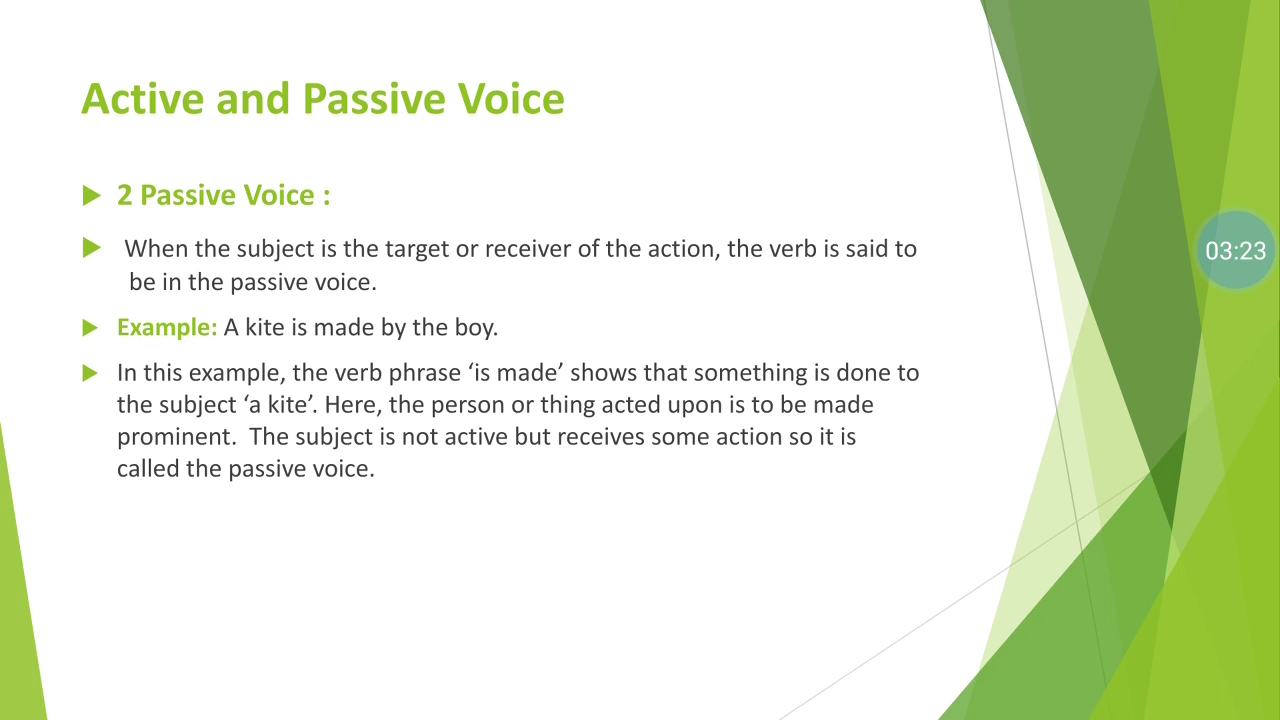 Active and Passive Voice
2 Passive Voice :
When the subject is the target or receiver of the action, the verb is said to
be in the passive voice.
Example: A kite is made by the boy.
In this example, the verb phrase ‘is made’ shows that something is done to
the subject ‘a kite’. Here, the person or thing acted upon is to be made
prominent.  The subject is not active but receives some action so it is
called the passive voice.
03:23